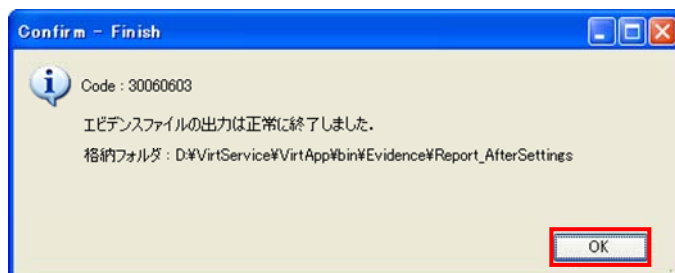 Confirm - Finish
Code : 30060603
エビデンスファイルの出力は正常に終了しました.
格納フォルダ : D:¥VirtService¥VirtApp¥bin¥Evidence¥Report_AfterSettings
OK